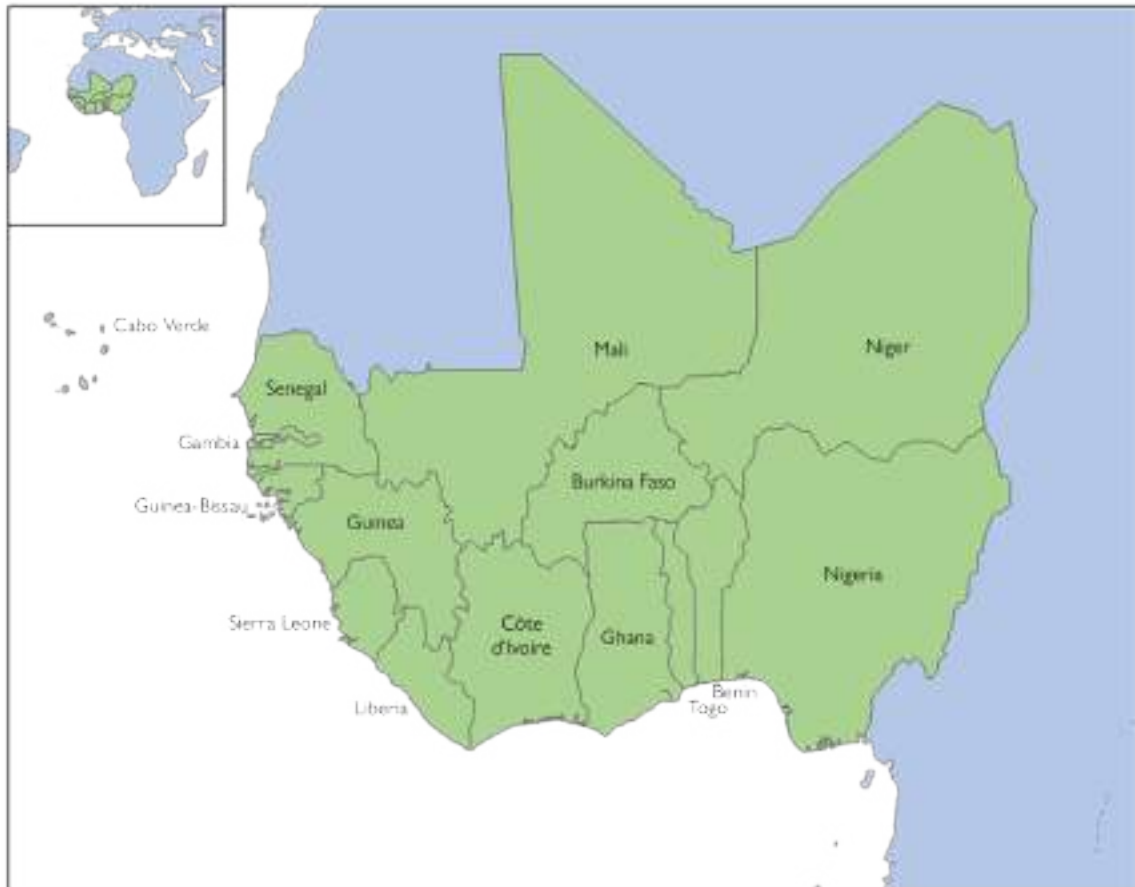 Cabo Verde
Mali
Niger
Senegal
Gambia
Burkina Faso
Guinea-Bissau
Guinea
Nigeria
Sierra Leone
Côte
d'Ivoire
Ghana
Liberia
Benin
Togo